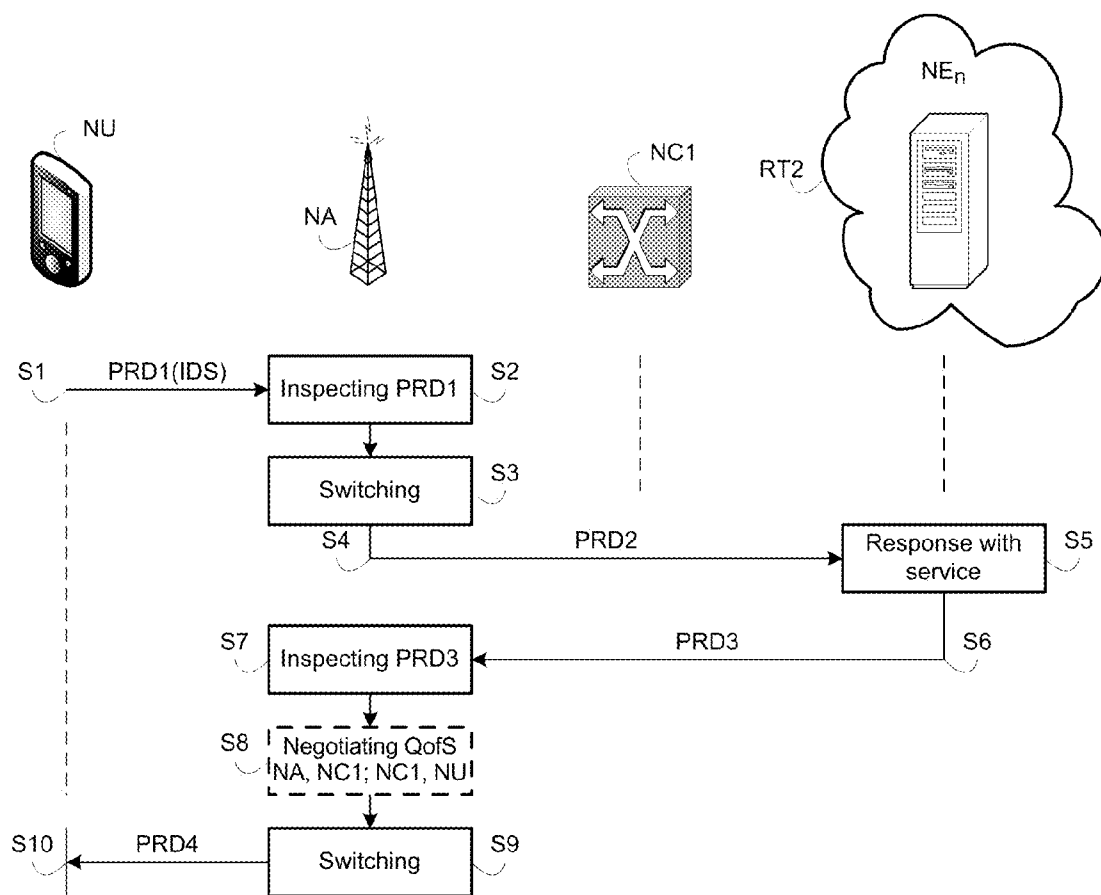 NE_n
NU
NC1
RT2
NA
S1
PRD1(IDS)
Inspecting PRD1
S2
Switching
S3
S4
PRD2
Response with
service
S5
S7
Inspecting PRD3
PRD3
S6
S8
Negotiating QofS
NA, NC1; NC1, NU
S10
PRD4
Switching
S9